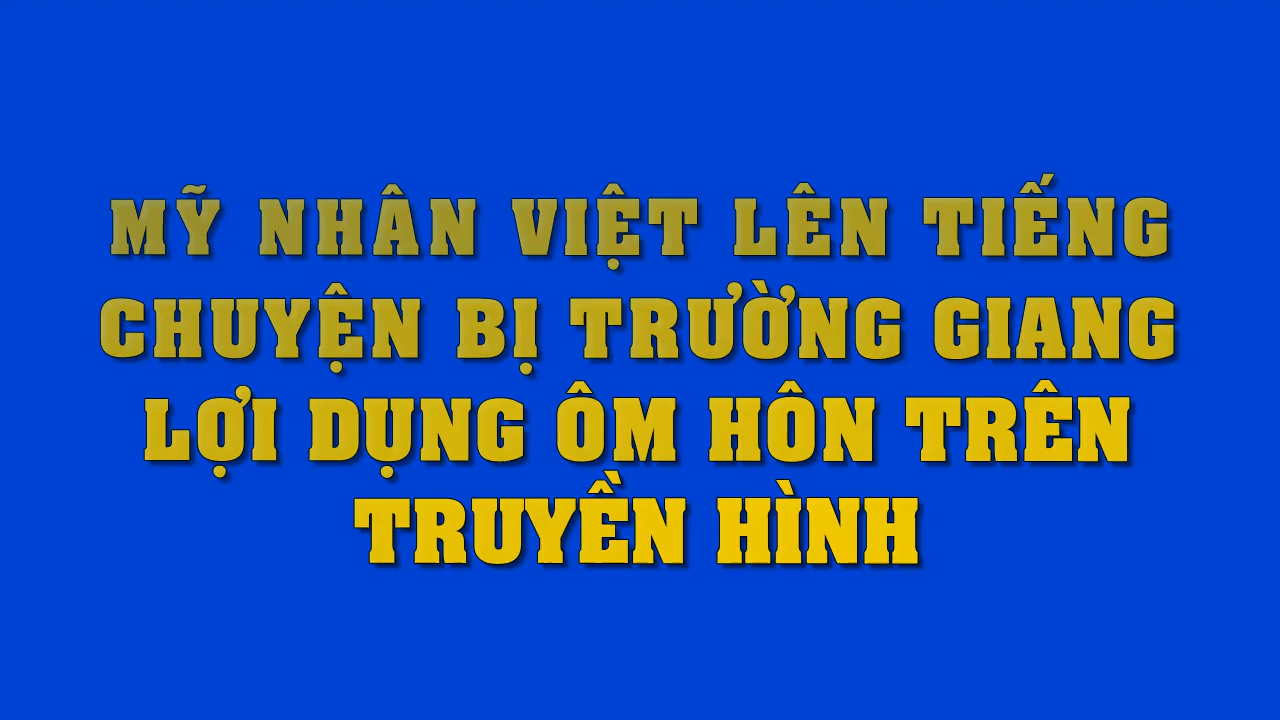 MỸ NHÂN VIỆT LÊN TIẾNG
CHUYỆN BỊ TRƯỜNG GIANG
LỢI DỤNG ÔM HÔN TRÊN
TRUYỀN HÌNH